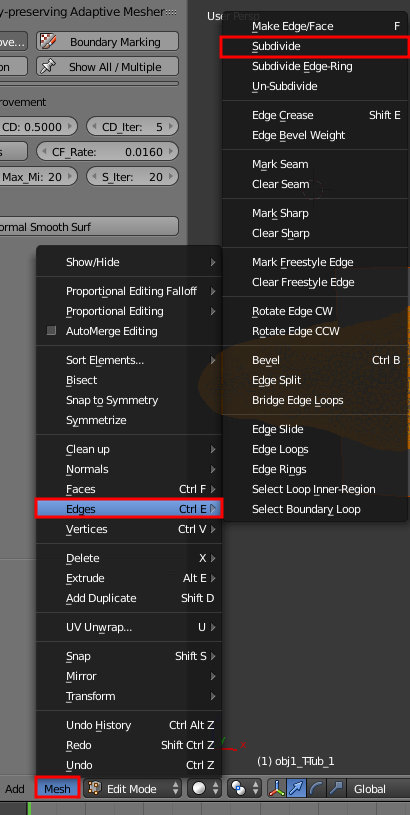 y-preserving Adaptive Mesher
ove...
Boundary Marking
on
Show All / Multiple
rovement
CD: 0.5000
CD_Iter: 5
s
CF_Rate: 0.0160
Max_Mi: 20
S_Iter: 20
ormal Smooth Surf
User Persp
Make Edge/Face F
Subdivide
Subdivide Edge-Ring
Un-Subdivide
Edge Crease Shift E
Edge Bevel Weight
Mark Seam
Clear Seam
Mark Sharp
Clear Sharp
Mark Freestyle Edge
Clear Freestyle Edge
Rotate Edge CW
Rotate Edge CCW
Bevel Ctrl B
Edge Split
Bridge Edge Loops
Edge Slide
Edge Loops
Edge Rings
Select Loop Inner-Region
Select Boundary Loop
Show/Hide
Proportional Editing Falloff
Proportional Editing
AutoMerge Editing
Sort Elements...
Bisect
Snap to Symmetry
Symmetrize
Clean up
Normals
Faces Ctrl F
Edges Ctrl E
Vertices Ctrl V
Delete X
Extrude Alt E
Add Duplicate Shift D
UV Unwrap... U
Snap Shift S
Mirror
Transform
Undo History Ctrl Alt Z
Redo Shift Ctrl Z
Undo Ctrl Z
(1) obj1_TTub_1
Add
Mesh
Edit Mode
Global